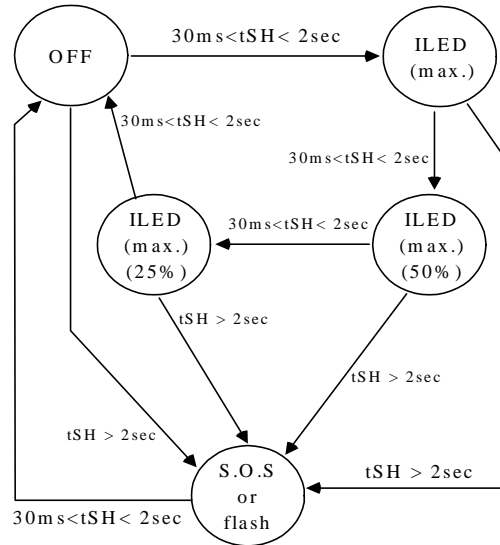 OFF
30ms<tSH< 2sec
ILED
(max.)
30ms<tSH< 2sec
30ms<tSH< 2sec
ILED
(max.)
(25%)
30ms<tSH< 2sec
ILED
(max.)
(50%)
tSH > 2sec
tSH > 2sec
tSH > 2sec
S.O.S
or
flash
tSH > 2sec
30ms<tSH< 2sec